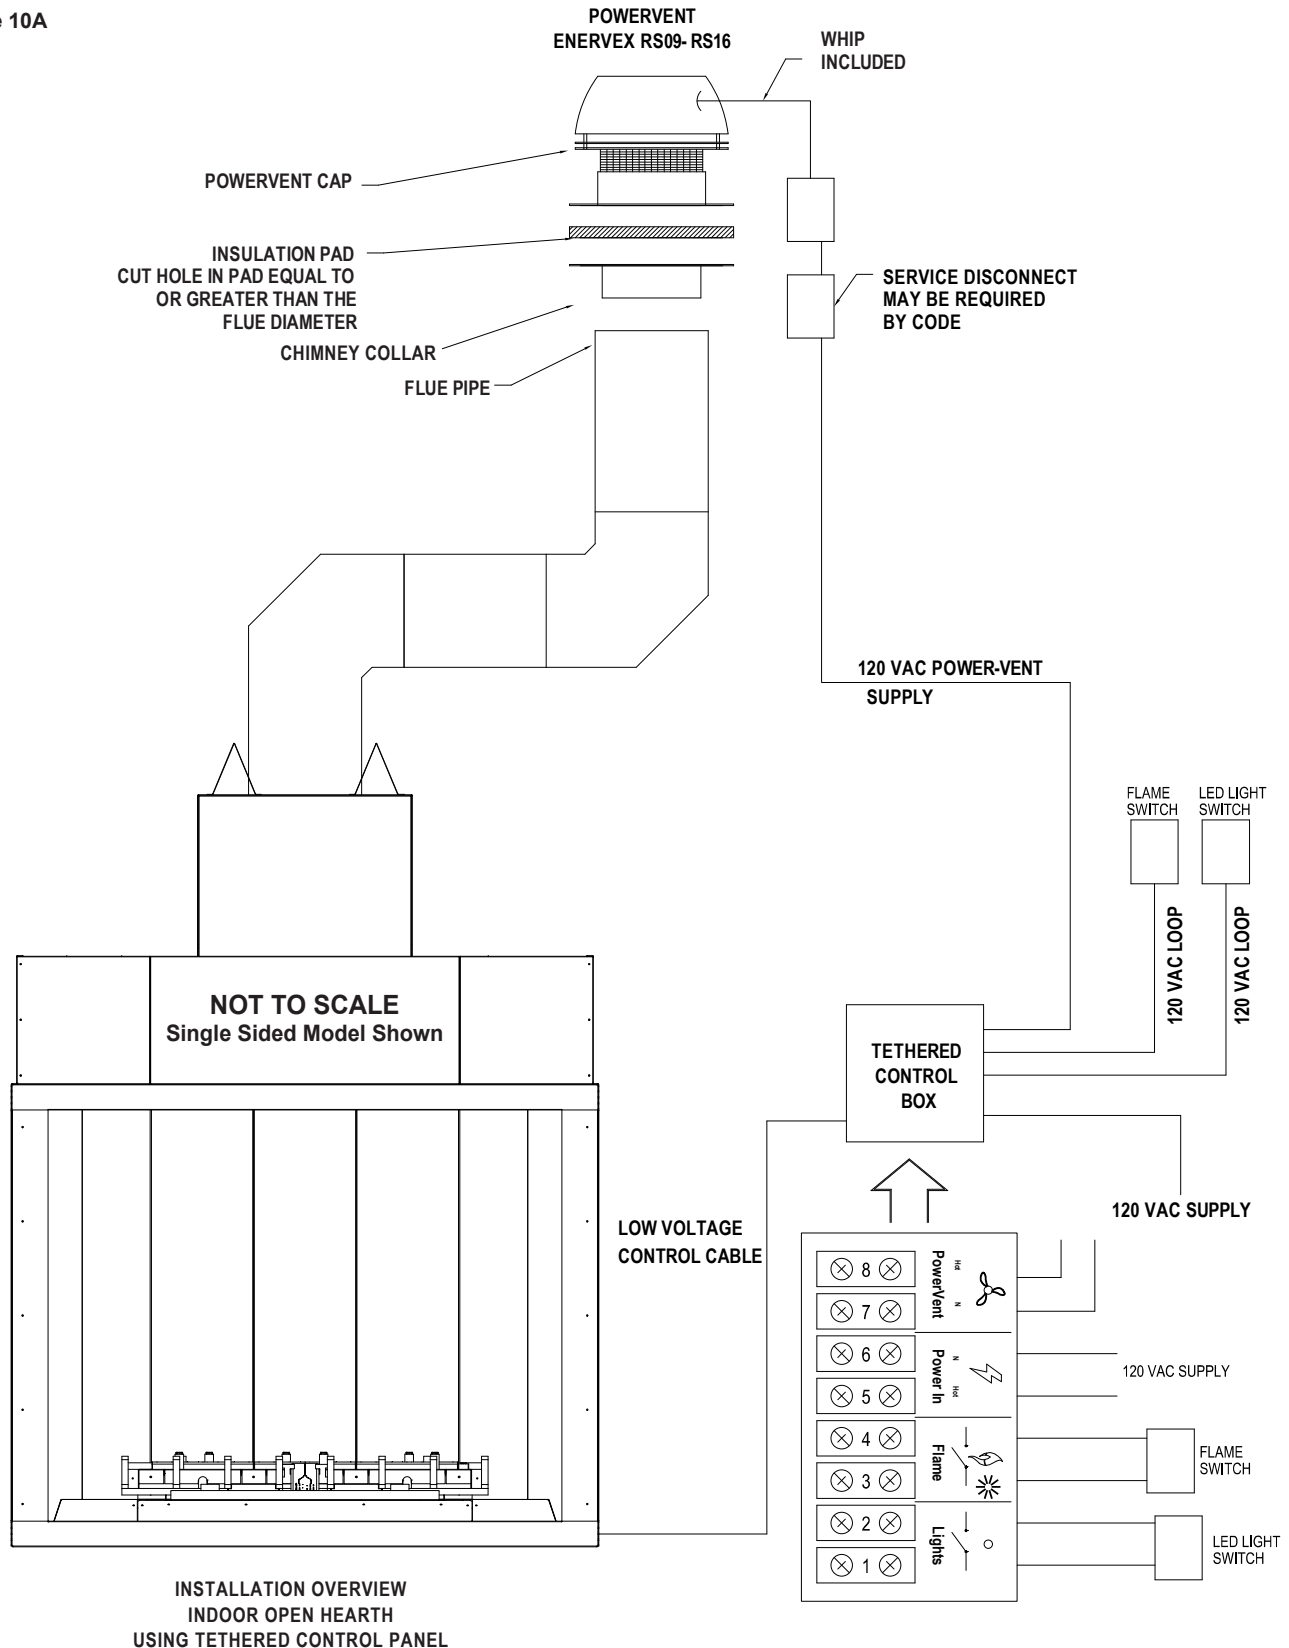 10A
POWERVENT
ENERVEX RS09- RS16
WHIP
INCLUDED
POWERVENT CAP
INSULATION PAD
CUT HOLE IN PAD EQUAL TO
OR GREATER THAN THE
FLUE DIAMETER
SERVICE DISCONNECT
MAY BE REQUIRED
BY CODE
CHIMNEY COLLAR
FLUE PIPE
120 VAC POWER-VENT
SUPPLY
FLAME
SWITCH
LED LIGHT
SWITCH
120 VAC LOOP
120 VAC LOOP
NOT TO SCALE
Single Sided Model Shown
TETHERED
CONTROL
BOX
120 VAC SUPPLY
LOW VOLTAGE
CONTROL CABLE
8
Hot
PowerVent
7
N
6
N
Power In
5
Hot
120 VAC SUPPLY
4
Flame
3
FLAME
SWITCH
2
Lights
1
LED LIGHT
SWITCH
INSTALLATION OVERVIEW
INDOOR OPEN HEARTH
USING TETHERED CONTROL PANEL